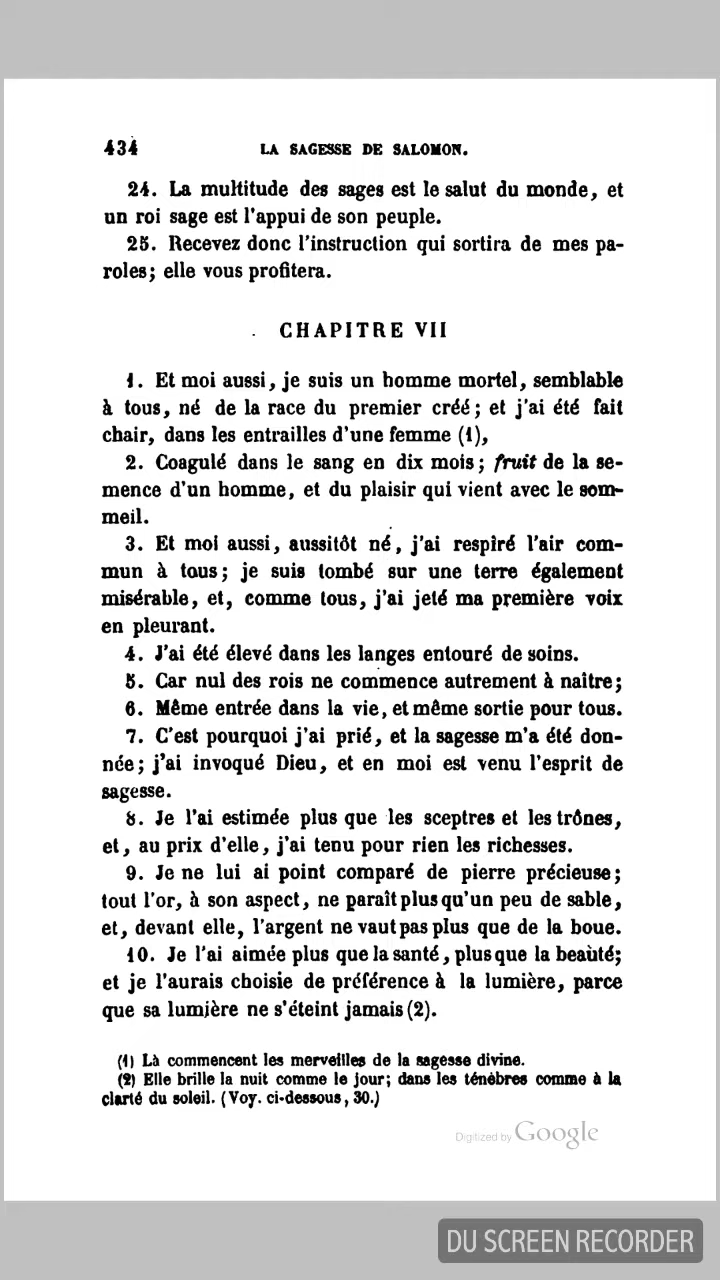 434 LA SAGESSE DE SALOMON.
24. La multitude des sages est le salut du monde, et
un roi sage est l'appui de son peuple.
25. Recevez donc l'instruction qui sortira de mes pa-
roles; elle vous profitera.
CHAPITRE VII
1. Et moi aussi, je suis un homme mortel, semblable
à tous, né de la race du premier créé; et j'ai été fait
chair, dans les entrailles d'une femme (1),
2. Coagulé dans le sang en dix mois; fruit de la se-
mence d'un homme, et du plaisir qui vient avec le som-
meil.
3. Et moi aussi, aussitôt né, j'ai respiré l'air com-
mun à tous; je suis tombé sur une terre également
misérable, et, comme tous, j'ai jeté ma première voix
en pleurant.
4. J'ai été élevé dans les langes entouré de soins.
5. Car nul des rois ne commence autrement à naître;
6. Même entrée dans la vie, et même sortie pour tous.
7. C'est pourquoi j'ai prié, et la sagesse m'a été don-
née; j'ai invoqué Dieu, et en moi est venu l'esprit de
sagesse.
8. Je l'ai estimée plus que les sceptres et les trônes,
et, au prix d'elle, j'ai tenu pour rien les richesses.
9. Je ne lui ai point comparé de pierre précieuse;
tout l'or, à son aspect, ne paraît plus qu'un peu de sable,
et, devant elle, l'argent ne vaut pas plus que de la boue.
10. Je l'ai aimée plus que la santé, plus que la beauté;
et je l'aurais choisie de préférence à la lumière, parce
que sa lumière ne s'éteint jamais (2).
(1) Là commencent les merveilles de la sagesse divine.
(2) Elle brille la nuit comme le jour; dans les ténèbres comme à la
clarté du soleil. (Voy. ci-dessous, 30.)
Digitized by Google
DU SCREEN RECORDER